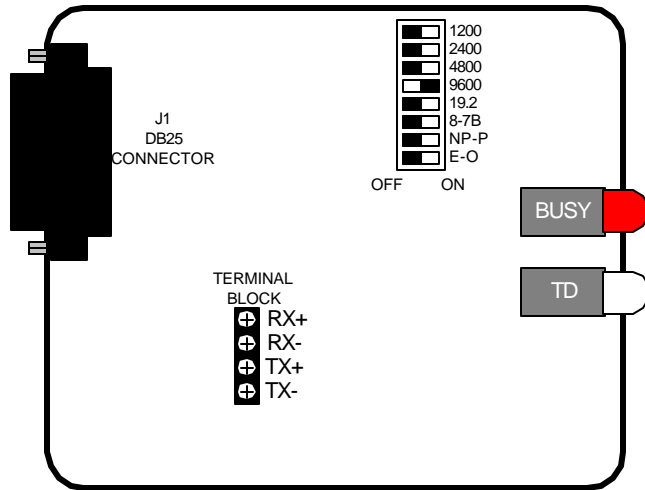 1200
2400
4800
9600
19.2
8-7B
NP-P
E-O
OFF ON
J1
DB25
CONNECTOR
BUSY
TD
TERMINAL
BLOCK
RX+
RX-
TX+
TX-